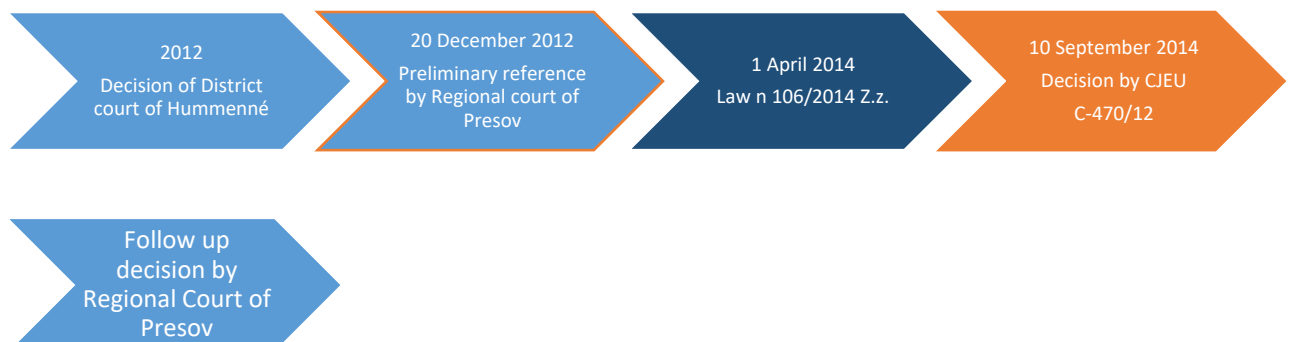 2012
Decision of District
court of Hummenné
20 December 2012
Preliminary reference
by Regional court of
Presov
1 April 2014
Law n 106/2014 Z.z.
10 September 2014
Decision by CJEU
C-470/12
Follow up
decision by
Regional Court of
Presov